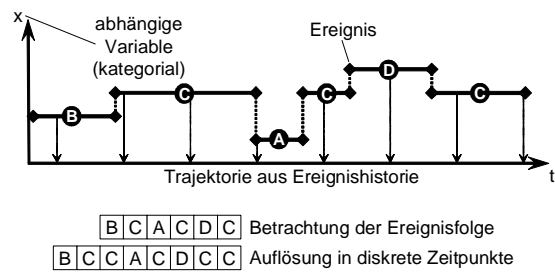 x
abhängige
Variable
(kategorial)
Ereignis
B
C
A
C
D
C
t
Trajektorie aus Ereignishistorie
B C A C D C Betrachtung der Ereignisfolge
B C C A C D C C Auflösung in diskrete Zeitpunkte